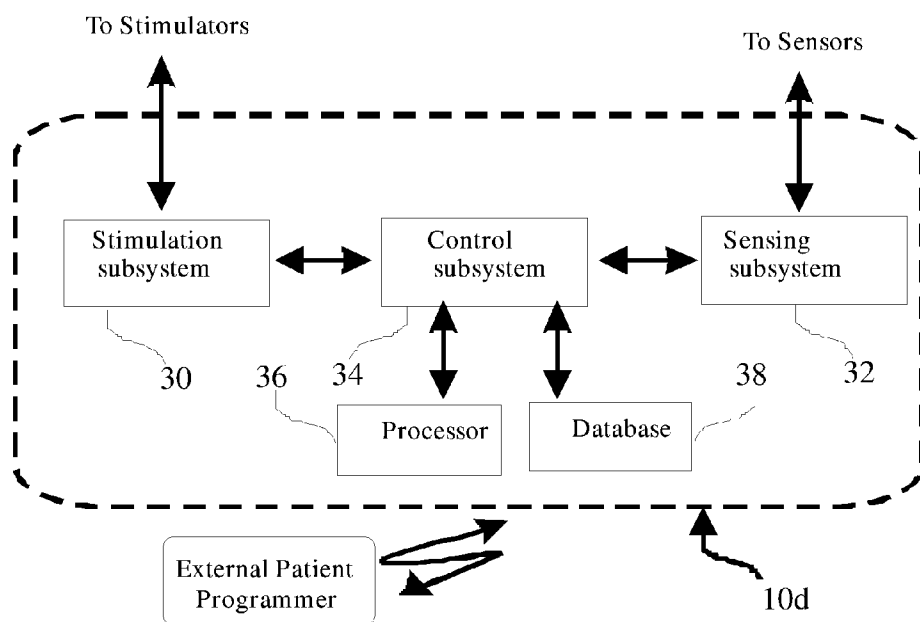 To Stimulators
To Sensors
Stimulation
subsystem
Control
subsystem
Sensing
subsystem
30
36
34
38
32
Processor
Database
External Patient
Programmer
10d